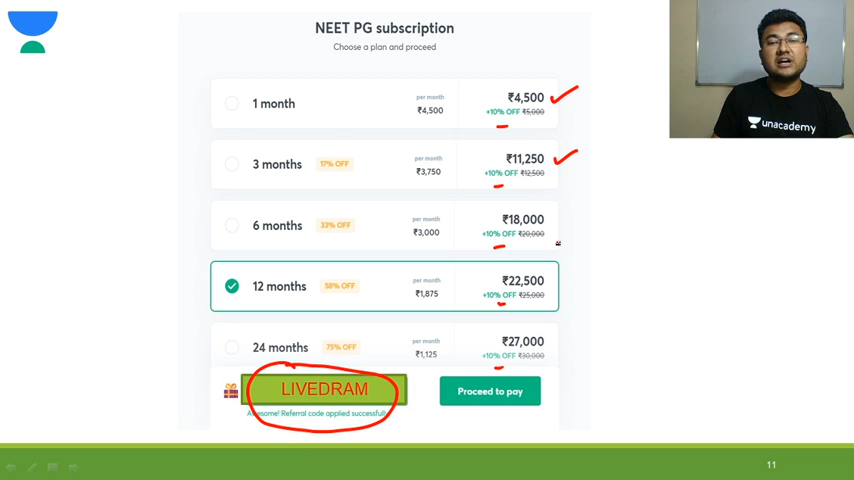 NEET PG subscription
Choose a plan and proceed
1 month
per month
₹4,500
₹4,500
+10% OFF ₹5,000
3 months 17% OFF
per month
₹3,750
₹11,250
+10% OFF ₹12,500
6 months 33% OFF
per month
₹3,000
₹18,000
+10% OFF ₹20,000
12 months 58% OFF
per month
₹1,875
₹22,500
+10% OFF ₹25,000
24 months 75% OFF
per month
₹1,125
₹27,000
+10% OFF ₹30,000
LIVEDRAM
Awesome! Referral code applied successfully
Proceed to pay
unacademy
11